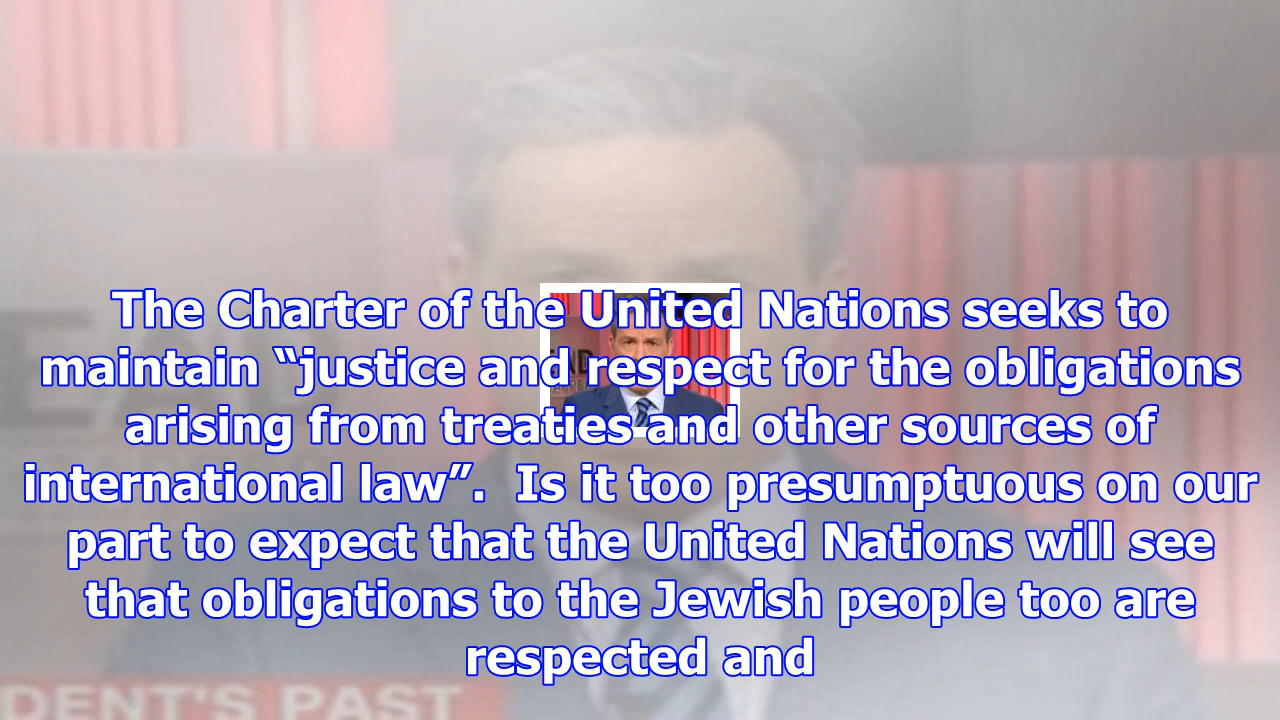 The Charter of the United Nations seeks to
maintain “justice and respect for the obligations
arising from treaties and other sources of
international law”.  Is it too presumptuous on our
part to expect that the United Nations will see
that obligations to the Jewish people too are
respected and
DENT'S PAST